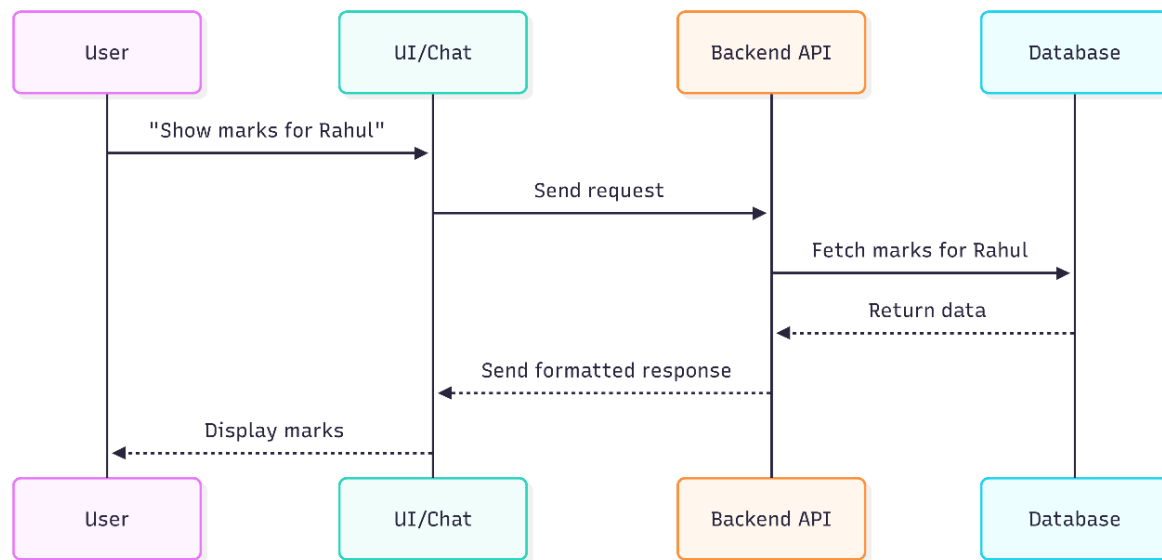 User
UI/Chat
Backend API
Database
"Show marks for Rahul"
Send request
Fetch marks for Rahul
Return data
Send formatted response
Display marks
User
UI/Chat
Backend API
Database